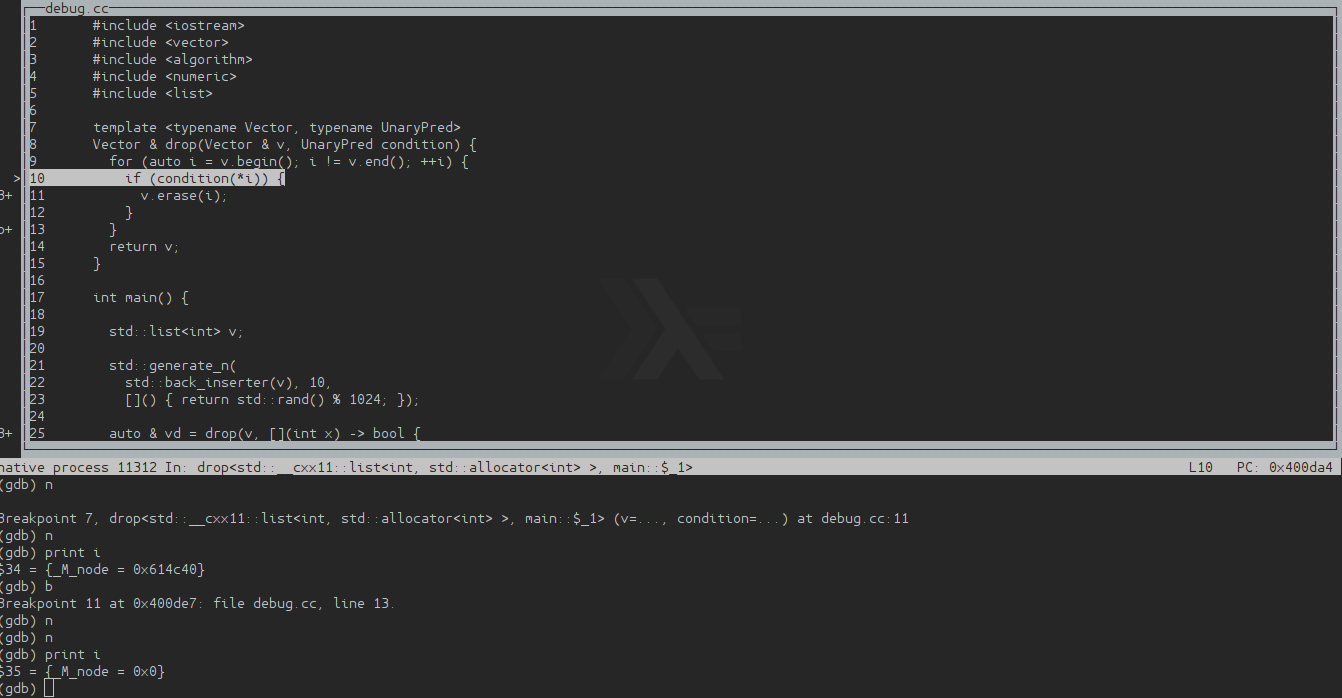 debug.cc
1 #include <iostream>
2 #include <vector>
3 #include <algorithm>
4 #include <numeric>
5 #include <list>
6
7 template <typename Vector, typename UnaryPred>
8 Vector & drop(Vector & v, UnaryPred condition) {
9 for (auto i = v.begin(); i != v.end(); ++i) {
> 10 if (condition(*i)) {
B+ 11 v.erase(i);
12 }
b+ 13 }
14 return v;
15 }
16
17 int main() {
18
19 std::list<int> v;
20
21 std::generate_n(
22 std::back_inserter(v), 10,
23 []() { return std::rand() % 1024; });
24
B+ 25 auto & vd = drop(v, [](int x) -> bool {
native process 11312 In: drop<std::__cxx11::list<int, std::allocator<int> >, main::$_1> L10 PC: 0x400da4
(gdb) n
Breakpoint 7, drop<std::__cxx11::list<int, std::allocator<int> >, main::$_1> (v=..., condition=...) at debug.cc:11
(gdb) n
(gdb) print i
$34 = {_M_node = 0x614c40}
(gdb) b
Breakpoint 11 at 0x400de7: file debug.cc, line 13.
(gdb) n
(gdb) n
(gdb) print i
$35 = {_M_node = 0x0}
(gdb)